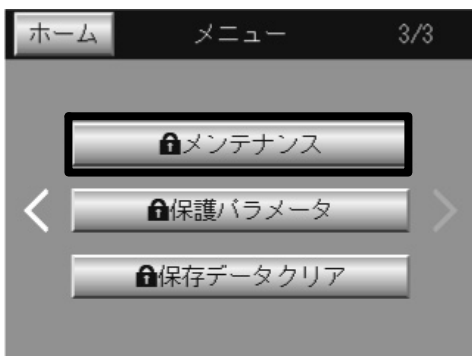 ホーム メニュー 3/3
メンテナンス
保護パラメータ
保存データクリア